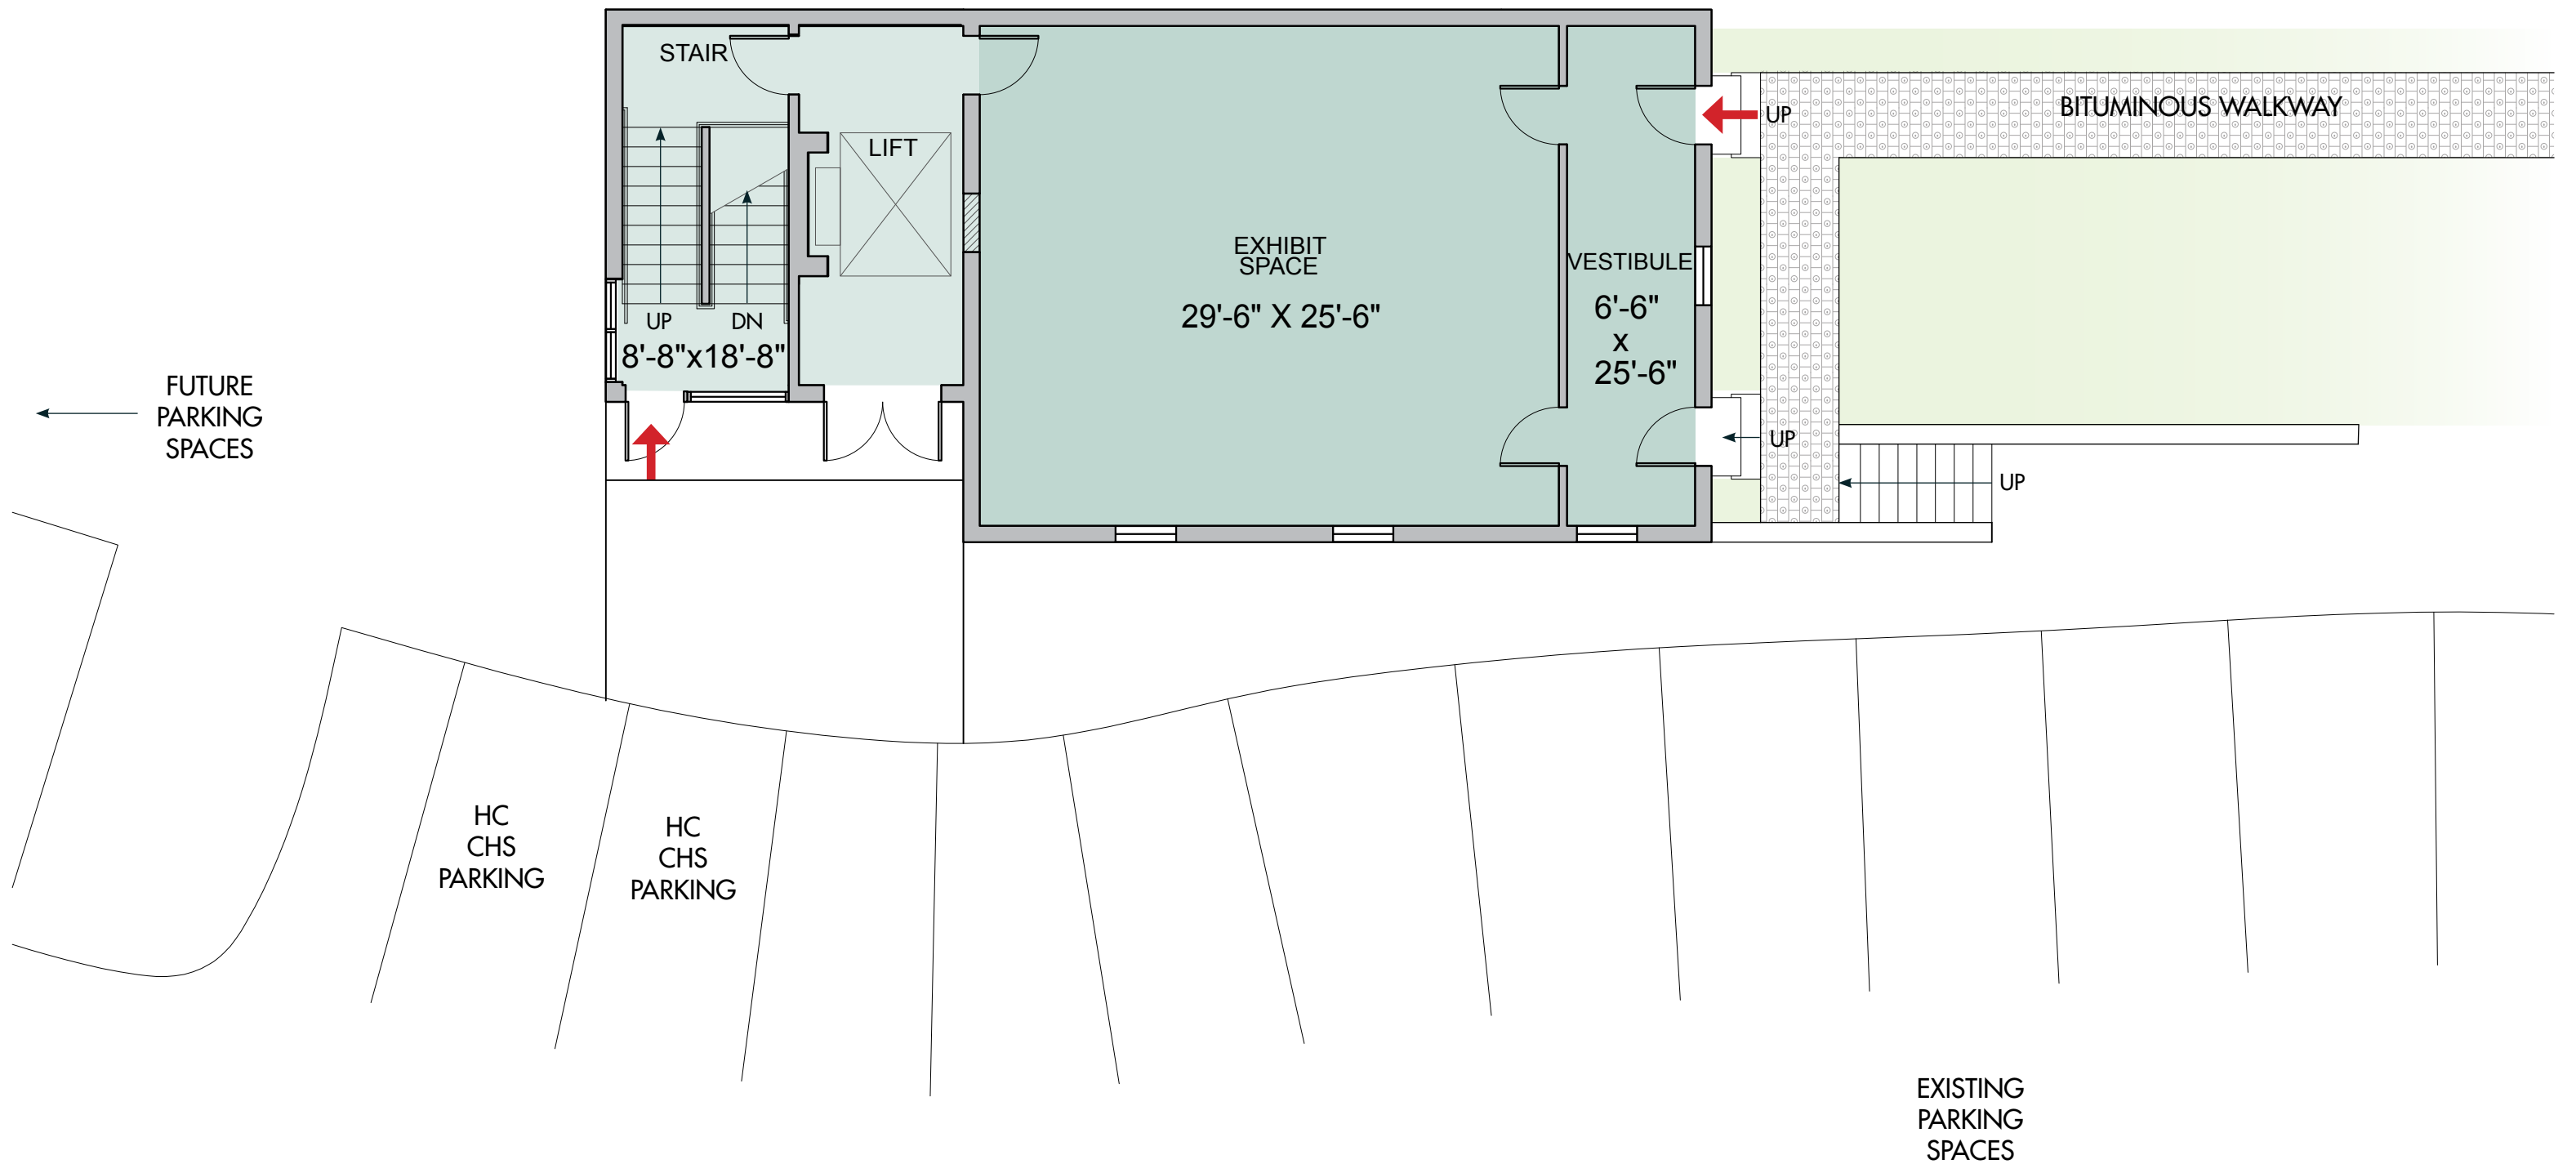 STAIR
LIFT
UP
BITUMINOUS WALKWAY
EXHIBIT
SPACE
29'-6" X 25'-6"
VESTIBULE
6'-6"
x
25'-6"
UP
DN
8'-8"x18'-8"
UP
UP
FUTURE
PARKING
SPACES
HC
CHS
PARKING
HC
CHS
PARKING
EXISTING
PARKING
SPACES